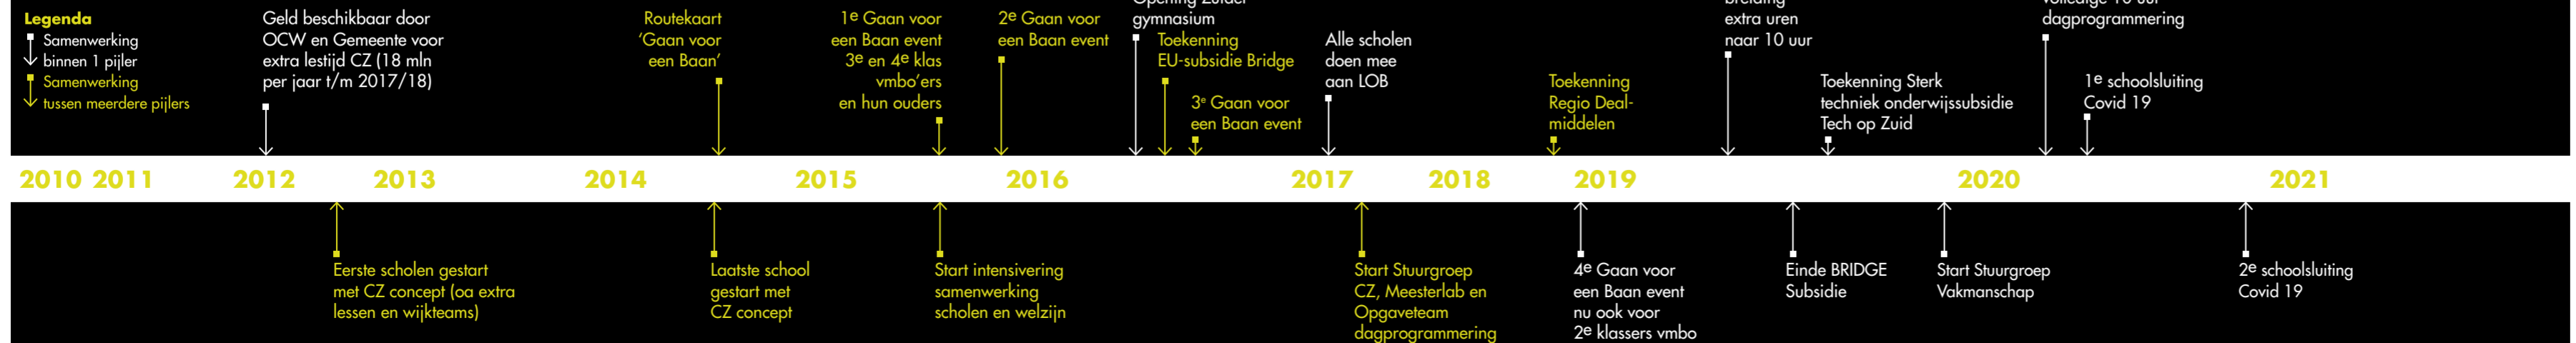 Legenda
Samenwerking
binnen 1 pijler
Samenwerking
tussen meerdere pijlers
Geld beschikbaar door
OCW en Gemeente voor
extra lestijd CZ (18 mln
per jaar t/m 2017/18)
Routekaart
‘Gaan voor
een Baan’
1e Gaan voor
een Baan event
3e en 4e klas
vmbo’ers
en hun ouders
2e Gaan voor
een Baan event
Opening Zuider
gymnasium
Toekenning
EU-subsidie Bridge
3e Gaan voor
een Baan event
Alle scholen
doen mee
aan LOB
Toekenning
Regio Deal-
middelen
breiding
extra uren
naar 10 uur
Toekenning Sterk
techniek onderwijssubsidie
Tech op Zuid
volledige 10 uur
dagprogrammering
1e schoolsluiting
Covid 19
2010 2011 2012 2013 2014 2015 2016 2017 2018 2019 2020 2021
Eerste scholen gestart
met CZ concept (oa extra
lessen en wijkteams)
Laatste school
gestart met
CZ concept
Start intensivering
samenwerking
scholen en welzijn
Start Stuurgroep
CZ, Meesterlab en
Opgaveteam
dagprogrammering
4e Gaan voor
een Baan event
nu ook voor
2e klassers vmbo
Einde BRIDGE
Subsidie
Start Stuurgroep
Vakmanschap
2e schoolsluiting
Covid 19